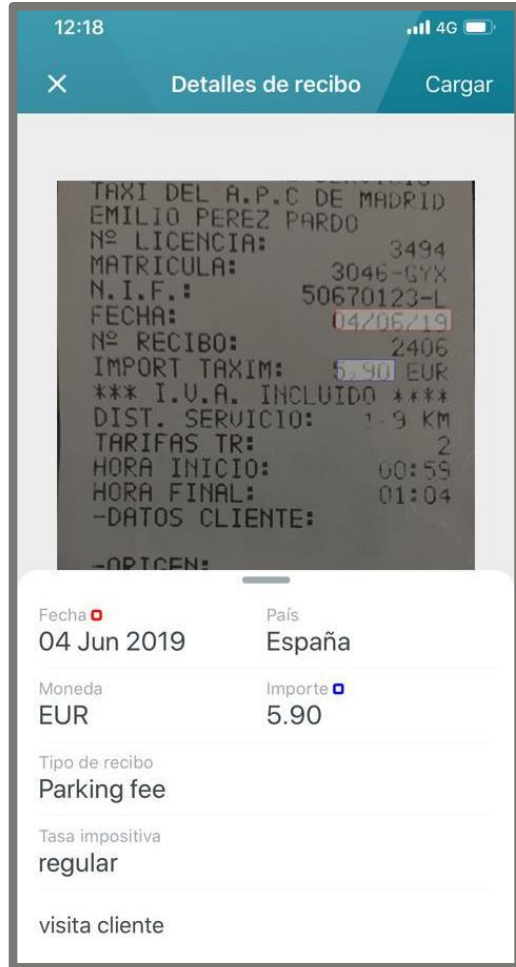 12:18 4G
Detalles de recibo Cargar
TAXI DEL A.P.C DE MADRID
EMILIO PEREZ PARDO
Nº LICENCIA: 3494
MATRICULA: 3046-GYX
N.I.F.: 50670123-L
FECHA: 04/06/19
Nº RECIBO: 2406
IMPORT TAXIM: 5,90 EUR
*** I.V.A. INCLUIDO ****
DIST. SERVICIO: 1.9 KM
TARIFAS TR: 2
HORA INICIO: 00:59
HORA FINAL: 01:04
-DATOS CLIENTE:
-ORIGEN:
Fecha País
04 Jun 2019 España
Moneda Importe
EUR 5.90
Tipo de recibo
Parking fee
Tasa impositiva
regular
visita cliente